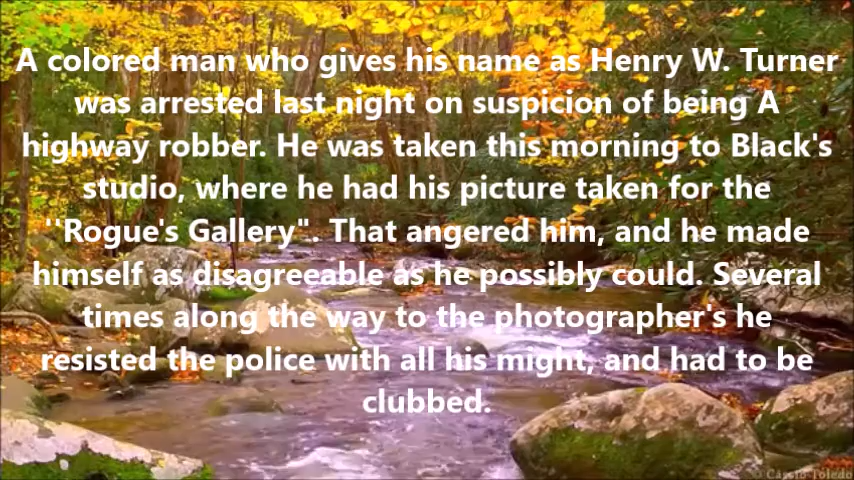 A colored man who gives his name as Henry W. Turner
was arrested last night on suspicion of being A
highway robber. He was taken this morning to Black's
studio, where he had his picture taken for the
''Rogue's Gallery". That angered him, and he made
himself as disagreeable as he possibly could. Several
times along the way to the photographer's he
resisted the police with all his might, and had to be
clubbed.
© Cassio Toledo